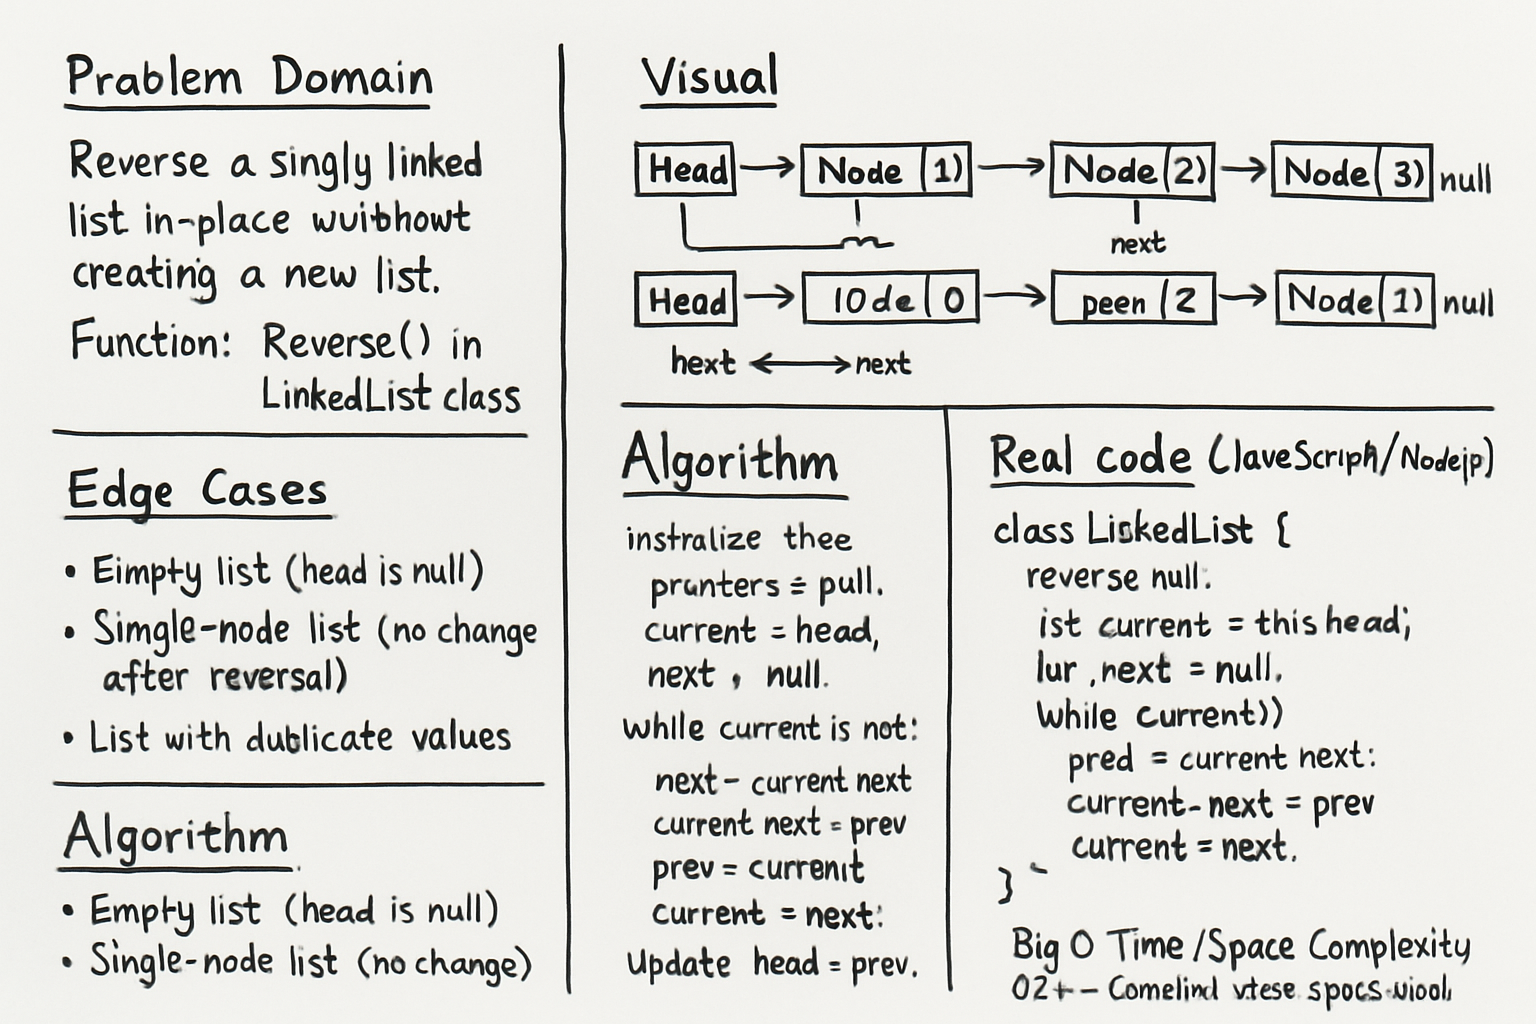 Prablem Domain
Reverse a singly linked
list in-place wuibhowt
creating a new list.
Function: Reverse() in
LinkedList class
Edge Cases
• Eimpty list (head is null)
• Simgle-node list (no change
after reversal)
• List with dublicate values
Algorithm
• Empty list (head is null)
• Single-node list (no change)
Visual
Head Node (1) Node (2) Node (3) null
next
Head 10de 0 peen 2 Node (1) null
hext next
Algorithm
instralize thee
pranters = pull.
current = head,
next , null.
while current is not:
next - current next
current next = prev
prev = current
current = next:
Update head = prev.
Real code (laveScriph/Nodejp)
class LiskedList {
reverse null:
ist current = this head;
lur , next = null.
While current))
pred = current next:
current- next = prev
current = next.
}
Big O Time / Space Complexity
O2+ - Comelind vtese spocs